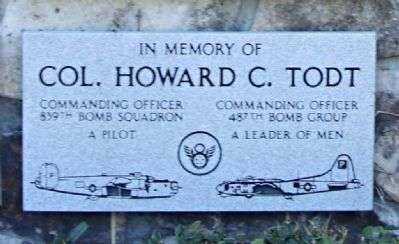 IN MEMORY OF
COL. HOWARD C. TODT
COMMANDING OFFICER COMMANDING OFFICER
839TH BOMB SQUADRON 487TH BOMB GROUP
A PILOT A LEADER OF MEN